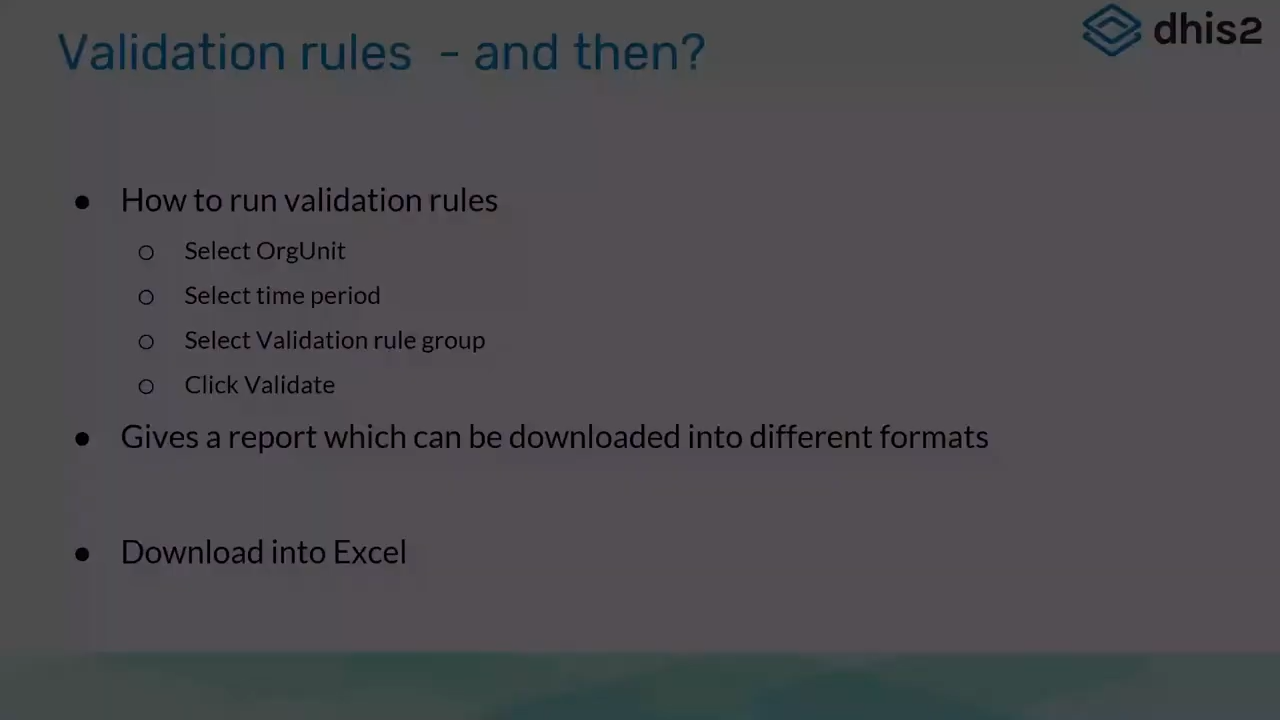 Validation rules - and then?
dhis2
● How to run validation rules
○ Select OrgUnit
○ Select time period
○ Select Validation rule group
○ Click Validate
● Gives a report which can be downloaded into different formats
● Download into Excel